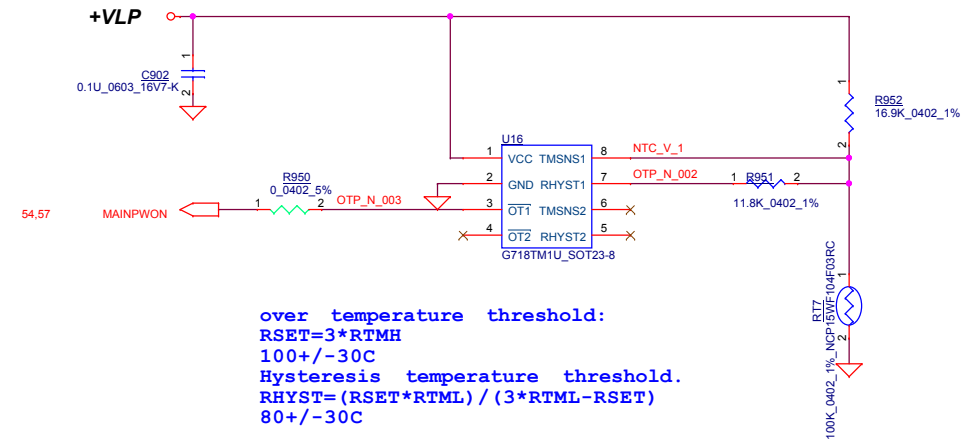 +VLP
1
C902
0.1U_0603_16V7-K
2
1
R952
16.9K_0402_1%
2
U16
1 VCC TMSNS1 8 NTC_V_1
2 GND RHYST1 7 OTP_N_002 1 R951 2
11.8K_0402_1%
R950
0_0402_5%
54,57 MAINPWON 1 2 OTP_N_003 3 OT1 TMSNS2 6
4 OT2 RHYST2 5
G718TM1U_SOT23-8
1
RT7
2
100K_0402_1%_NCP15WF104F03RC
over temperature threshold:
RSET=3*RTMH
100+/-30C
Hysteresis temperature threshold.
RHYST=(RSET*RTML)/(3*RTML-RSET)
80+/-30C